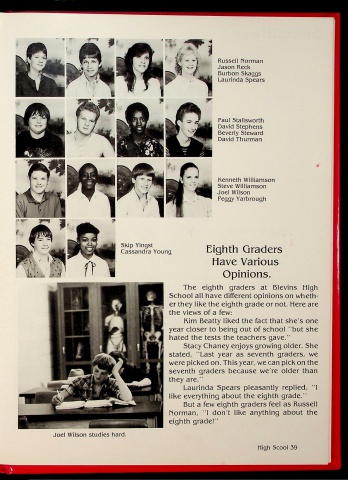 Russell Norman
Jason Reck
Burbon Skaggs
Laurinda Spears
Paul Stallsworth
David Stephens
Beverly Steward
David Thurman
Kenneth Williamson
Steve Williamson
Joel Wilson
Peggy Yarbrough
Skip Yingst
Cassandra Young
Eighth Graders
Have Various
Opinions.
The eighth graders at Blevins High
School all have different opinions on wheth-
er they like the eighth grade or not. Here are
the views of a few:
Kim Beatty liked the fact that she's one
year closer to being out of school "but she
hated the tests the teachers gave."
Stacy Chaney enjoys growing older. She
stated, "Last year as seventh graders, we
were picked on. This year, we can pick on the
seventh graders because we're older than
they are."
Laurinda Spears pleasantly replied, "I
like everything about the eighth grade."
But a few eighth graders feel as Russell
Norman, "I don't like anything about the
eighth grade!"
Joel Wilson studies hard.
High Scool 39